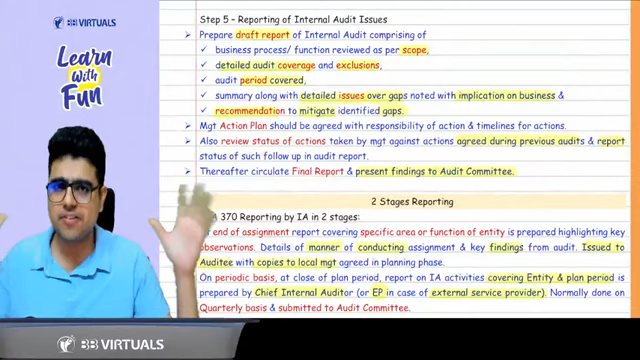 BB VIRTUALS
Learn
With
Fun
Step 5 – Reporting of Internal Audit Issues
➤ Prepare draft report of Internal Audit comprising of
✓ business process/ function reviewed as per scope,
✓ detailed audit coverage and exclusions,
✓ audit period covered,
✓ summary along with detailed issues over gaps noted with implication on business &
✓ recommendation to mitigate identified gaps.
➤ Mgt Action Plan should be agreed with responsibility of action & timelines for actions.
➤ Also review status of actions taken by mgt against actions agreed during previous audits & report
status of such follow up in audit report.
➤ Thereafter circulate Final Report & present findings to Audit Committee.
2 Stages Reporting
370 Reporting by IA in 2 stages:
end of assignment report covering specific area or function of entity is prepared highlighting key
observations. Details of manner of conducting assignment & key findings from audit. Issued to
Auditee with copies to local mgt agreed in planning phase.
On periodic basis, at close of plan period, report on IA activities covering Entity & plan period is
prepared by Chief Internal Auditor (or EP in case of external service provider). Normally done on
Quarterly basis & submitted to Audit Committee.
BB VIRTUALS